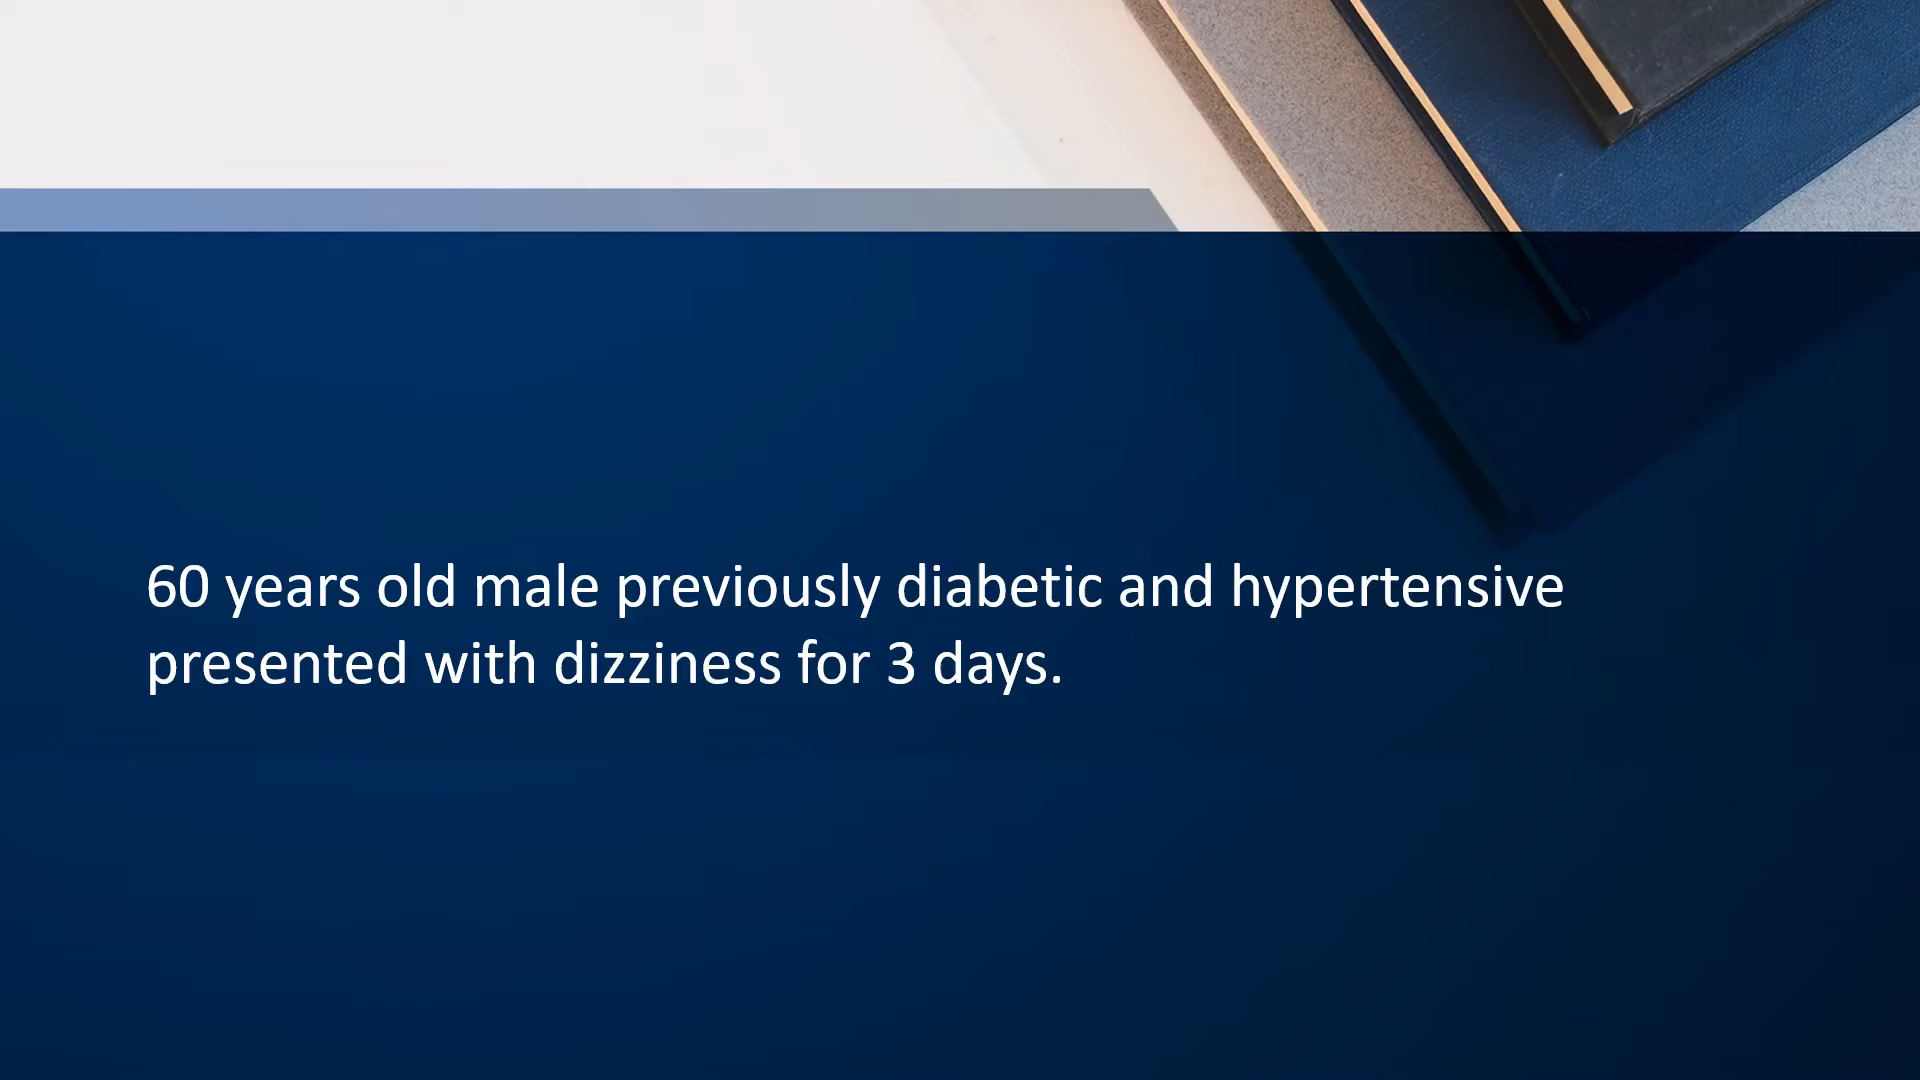 60 years old male previously diabetic and hypertensive
presented with dizziness for 3 days.